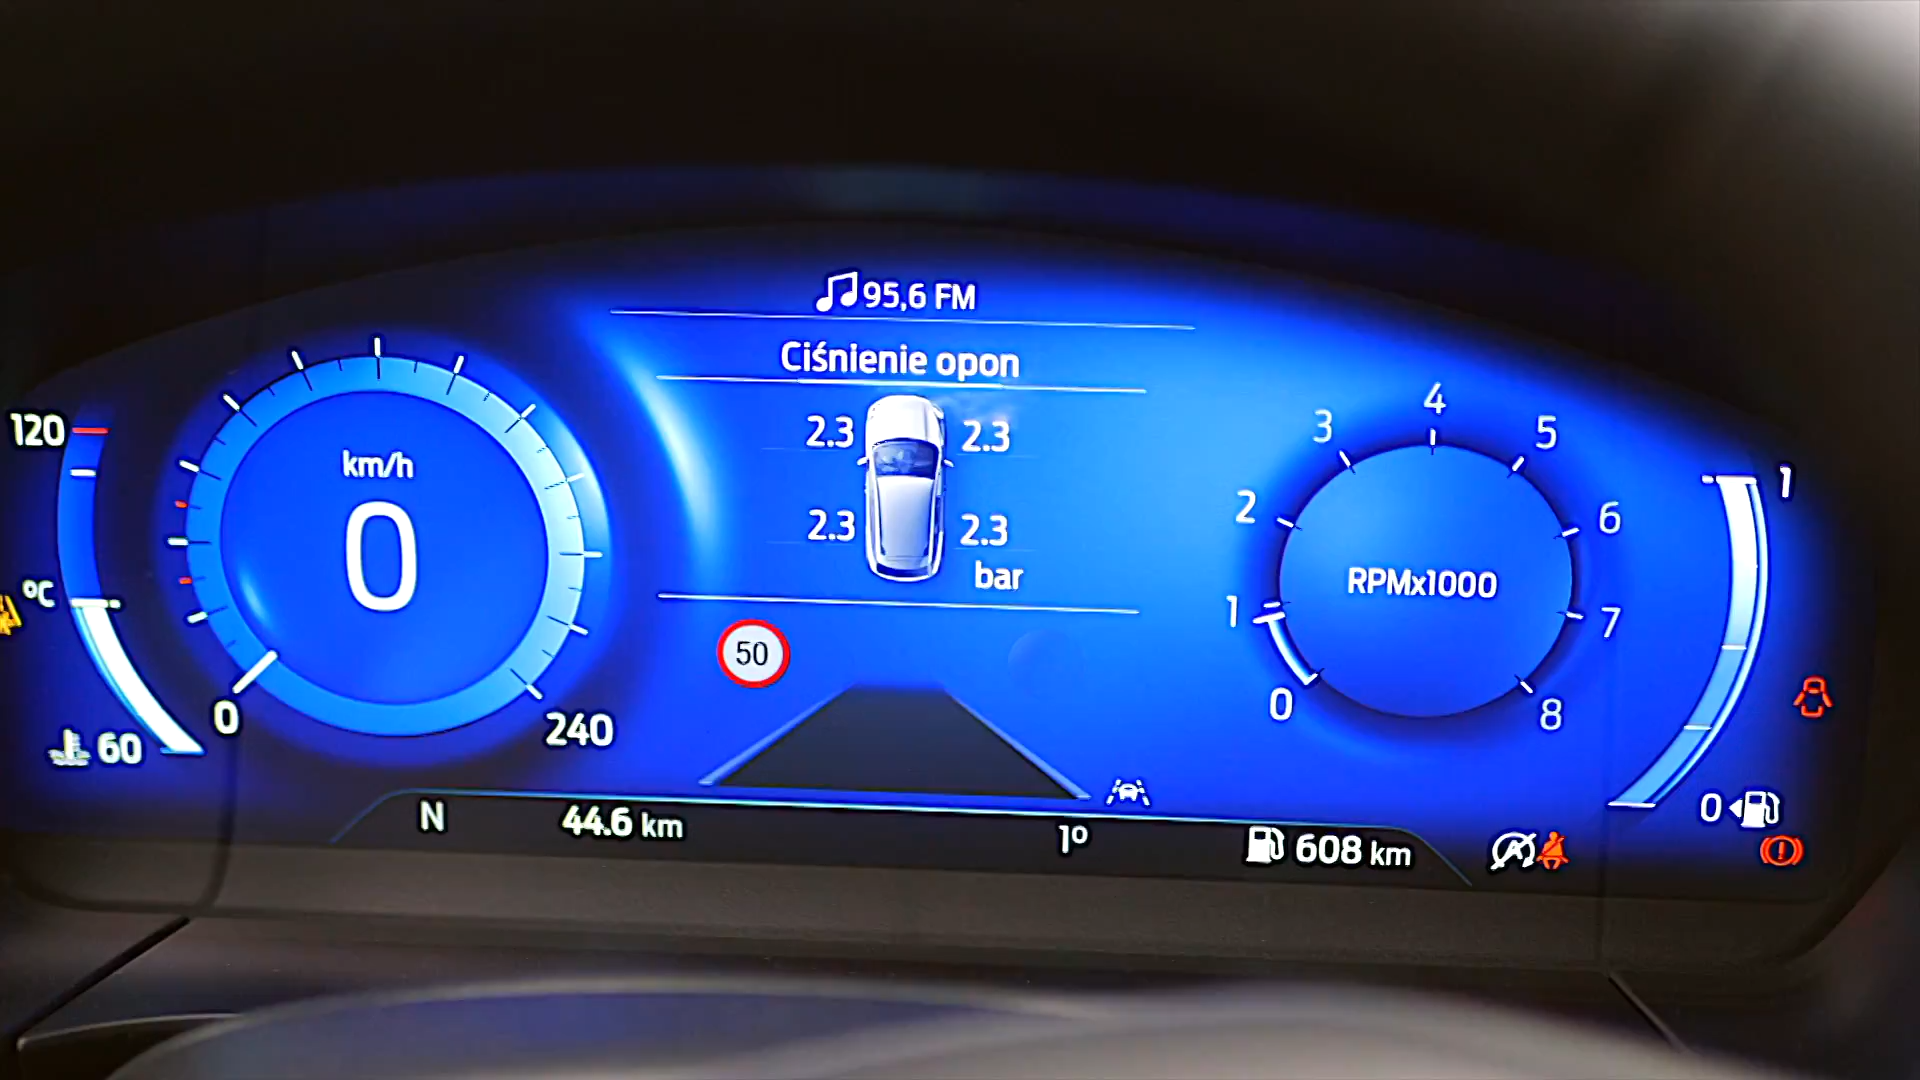 95,6 FM
Ciśnienie opon
2.3 2.3
2.3 2.3
bar
50
120
°C
60
km/h
0
0
240
0
1
2
3
4
5
6
7
8
RPMx1000
1
0
N 44.6 km 1° 608 km